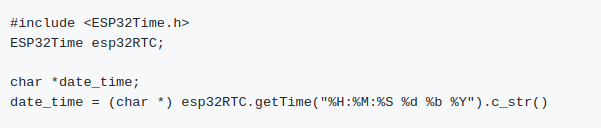 #include <ESP32Time.h>
ESP32Time esp32RTC;
char *date_time;
date_time = (char *) esp32RTC.getTime("%H:%M:%S %d %b %Y").c_str()